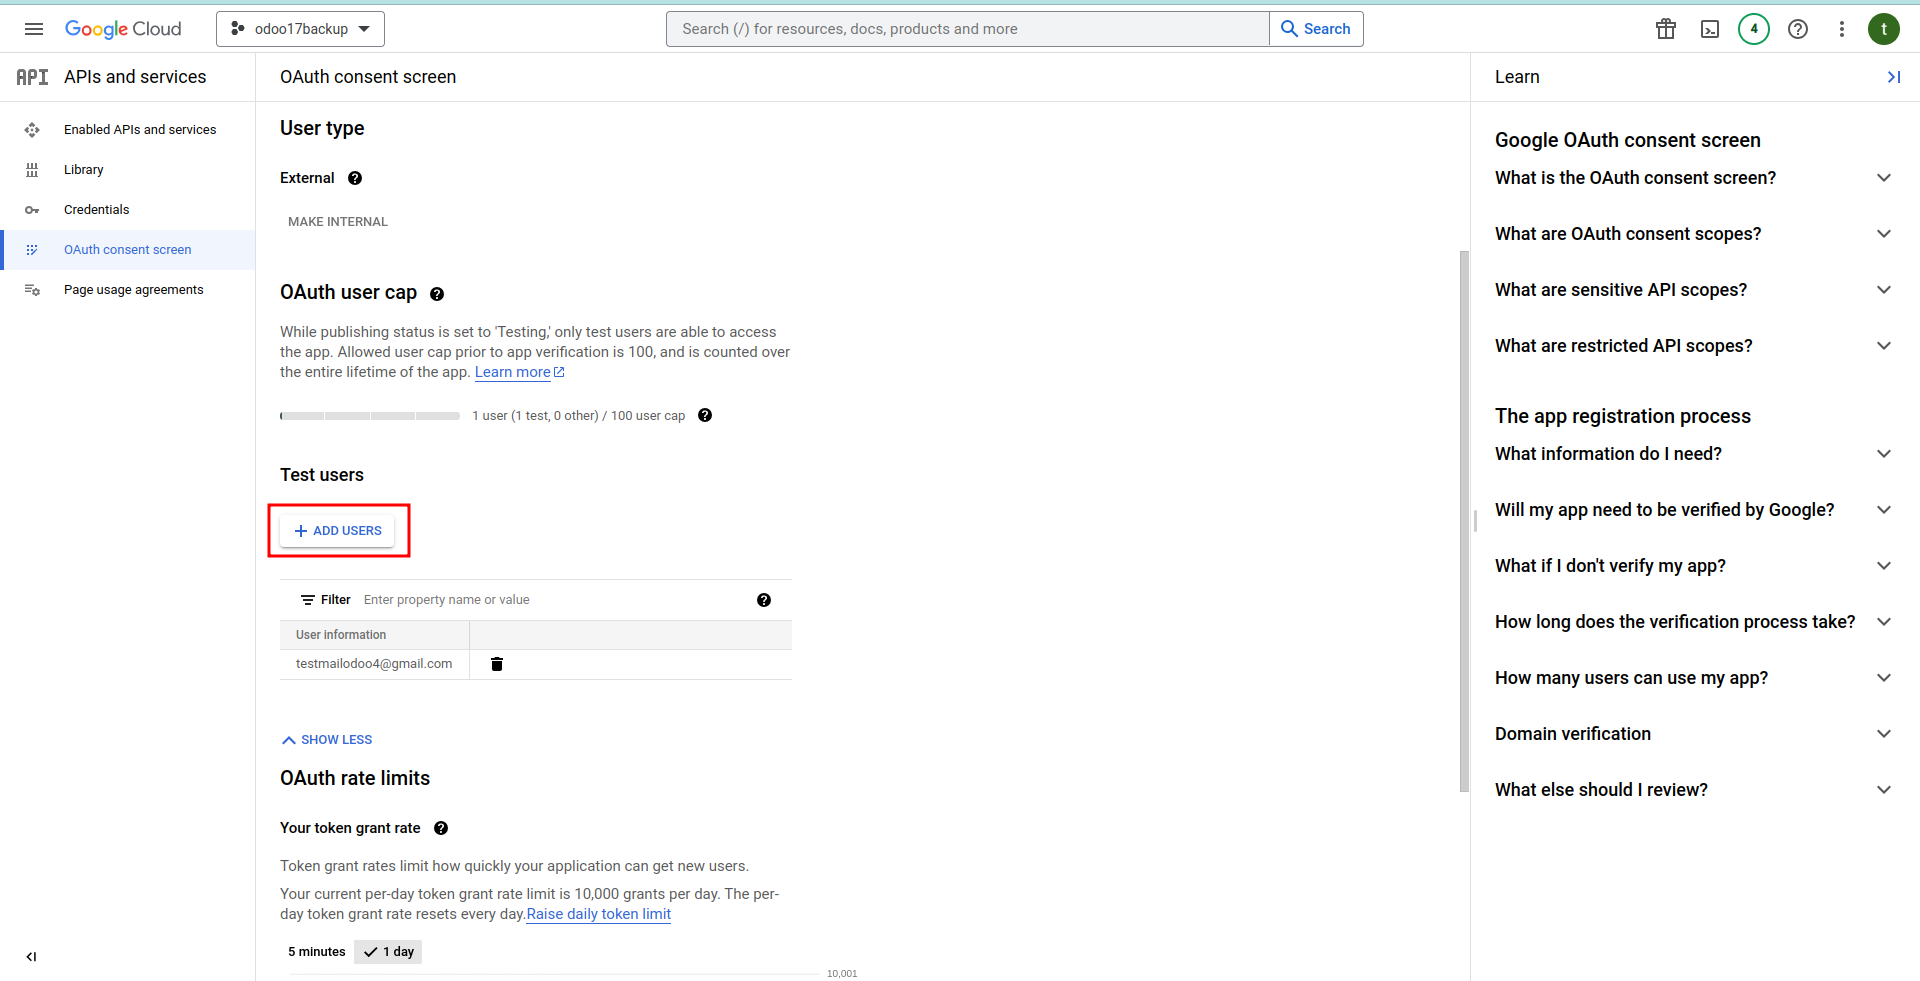 Google Cloud
odoo17backup
Search (/) for resources, docs, products and more
Search
4
t
API
APIs and services
Enabled APIs and services
Library
Credentials
OAuth consent screen
Page usage agreements
OAuth consent screen
User type
External
MAKE INTERNAL
OAuth user cap
While publishing status is set to 'Testing,' only test users are able to access
the app. Allowed user cap prior to app verification is 100, and is counted over
the entire lifetime of the app. Learn more
1 user (1 test, 0 other) / 100 user cap
Test users
ADD USERS
Filter Enter property name or value
User information
testmailodoo4@gmail.com
SHOW LESS
OAuth rate limits
Your token grant rate
Token grant rates limit how quickly your application can get new users.
Your current per-day token grant rate limit is 10,000 grants per day. The per-
day token grant rate resets every day.Raise daily token limit
5 minutes 1 day
10,001
Learn
Google OAuth consent screen
What is the OAuth consent screen?
What are OAuth consent scopes?
What are sensitive API scopes?
What are restricted API scopes?
The app registration process
What information do I need?
Will my app need to be verified by Google?
What if I don't verify my app?
How long does the verification process take?
How many users can use my app?
Domain verification
What else should I review?